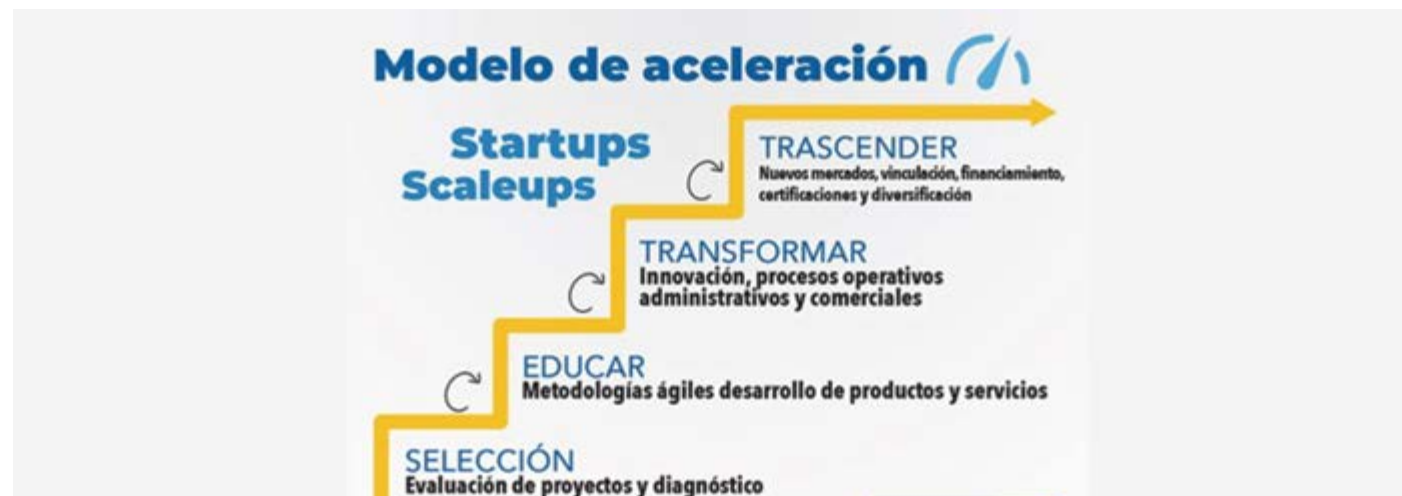 Modelo de aceleración
Startups
Scaleups
TRASCENDER
Nuevos mercados, vinculación, financiamiento,
certificaciones y diversificación
TRANSFORMAR
Innovación, procesos operativos
administrativos y comerciales
EDUCAR
Metodologías ágiles desarrollo de productos y servicios
SELECCIÓN
Evaluación de proyectos y diagnóstico